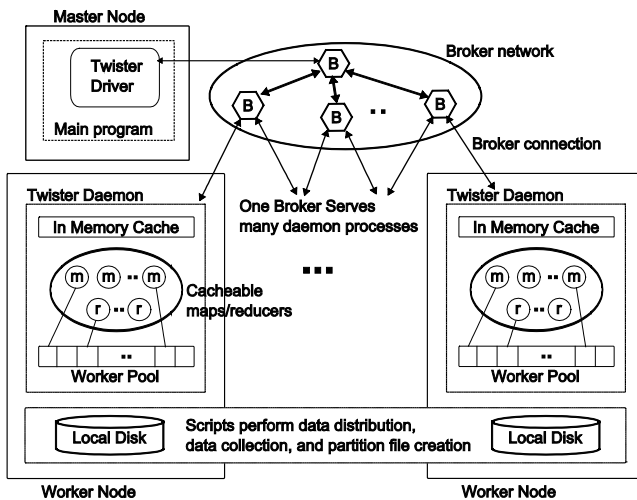 Master Node
Twister
Driver
Main program
Broker network
B
B
B
B
Broker connection
Twister Daemon
In Memory Cache
m m m
r r
Worker Pool
Cacheable
maps/reducers
One Broker Serves
many daemon processes
Twister Daemon
In Memory Cache
m m m
r r
Worker Pool
Local Disk
Scripts perform data distribution,
data collection, and partition file creation
Local Disk
Worker Node
Worker Node